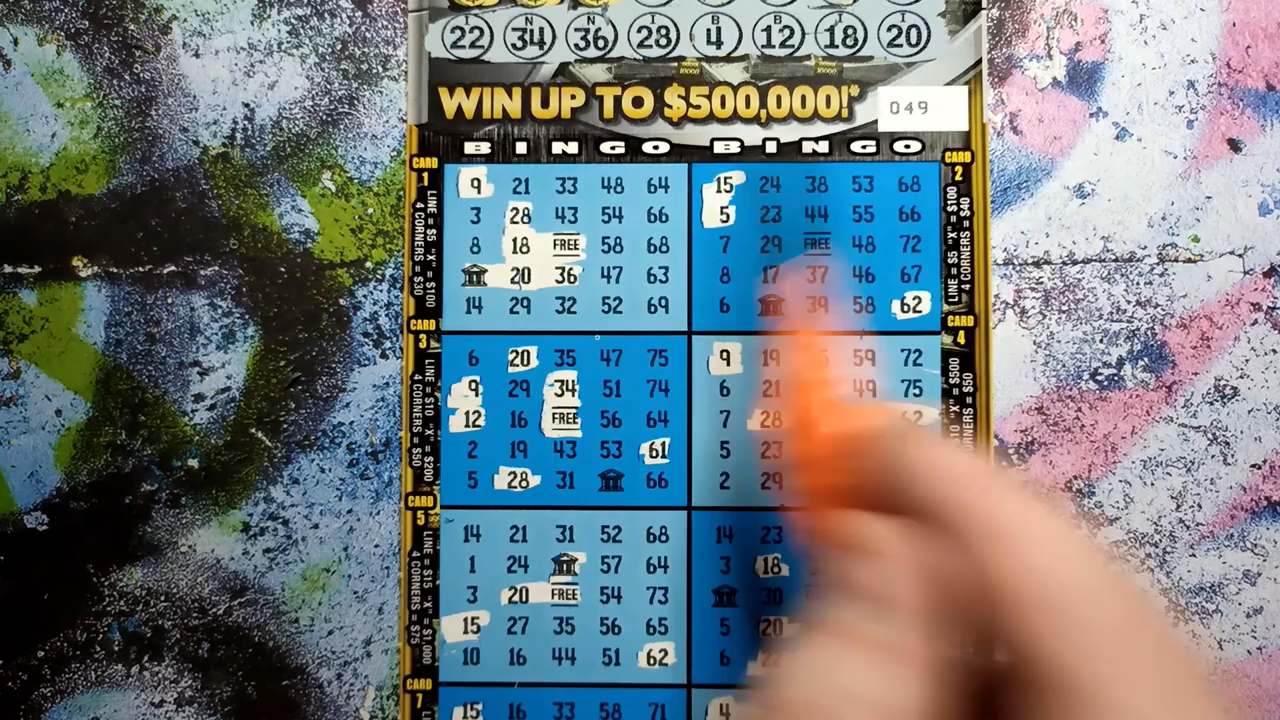 I N N I B B I I
22 34 36 28 4 12 18 20
WIN UP TO $500,000!*
049
B I N G O B I N G O
CARD 1
LINE = $5 "X" = $100
4 CORNERS = $30
9 21 33 48 64
3 28 43 54 66
8 18 FREE 58 68
20 36 47 63
14 29 32 52 69
CARD 2
LINE = $5 "X" = $100
4 CORNERS = $40
15 24 38 53 68
5 23 44 55 66
7 29 FREE 48 72
8 17 37 46 67
6 39 58 62
CARD 3
LINE = $10 "X" = $200
4 CORNERS = $50
6 20 35 47 75
9 29 34 51 74
12 16 FREE 56 64
2 19 43 53 61
5 28 31 66
CARD 4
"X" = $500
= $50
9 19 59 72
6 21 49 75
7 28 62
5 23
2 29
CARD 5
LINE = $15 "X" = $1,000
4 CORNERS = $75
14 21 31 52 68
1 24 57 64
3 20 FREE 54 73
15 27 35 56 65
10 16 44 51 62
14 23
3 18
30
5 20
6
CARD 7
15 16 33 58 71
4